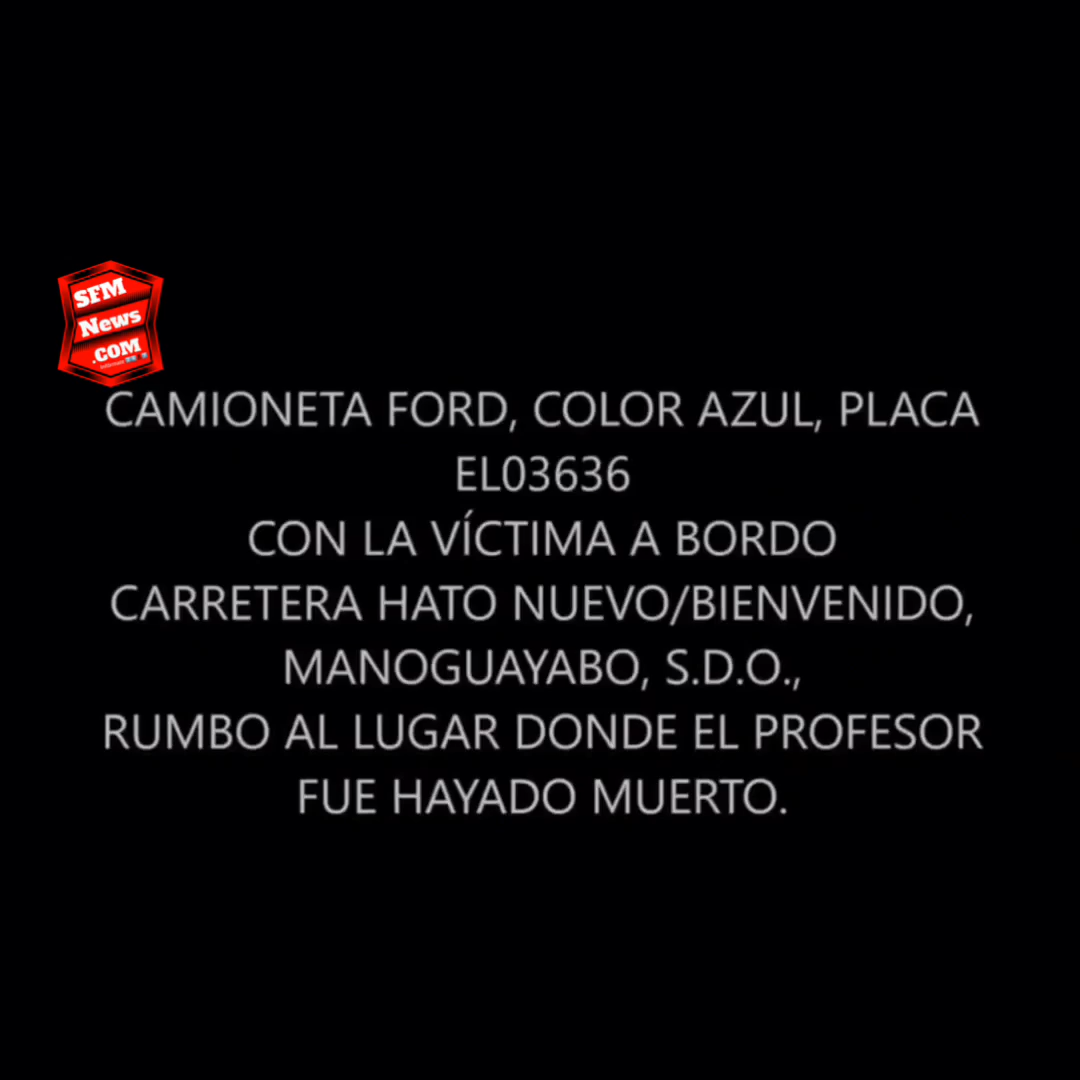 SFM
News
.COM
CAMIONETA FORD, COLOR AZUL, PLACA
EL03636
CON LA VÍCTIMA A BORDO
CARRETERA HATO NUEVO/BIENVENIDO,
MANOGUAYABO, S.D.O.,
RUMBO AL LUGAR DONDE EL PROFESOR
FUE HAYADO MUERTO.